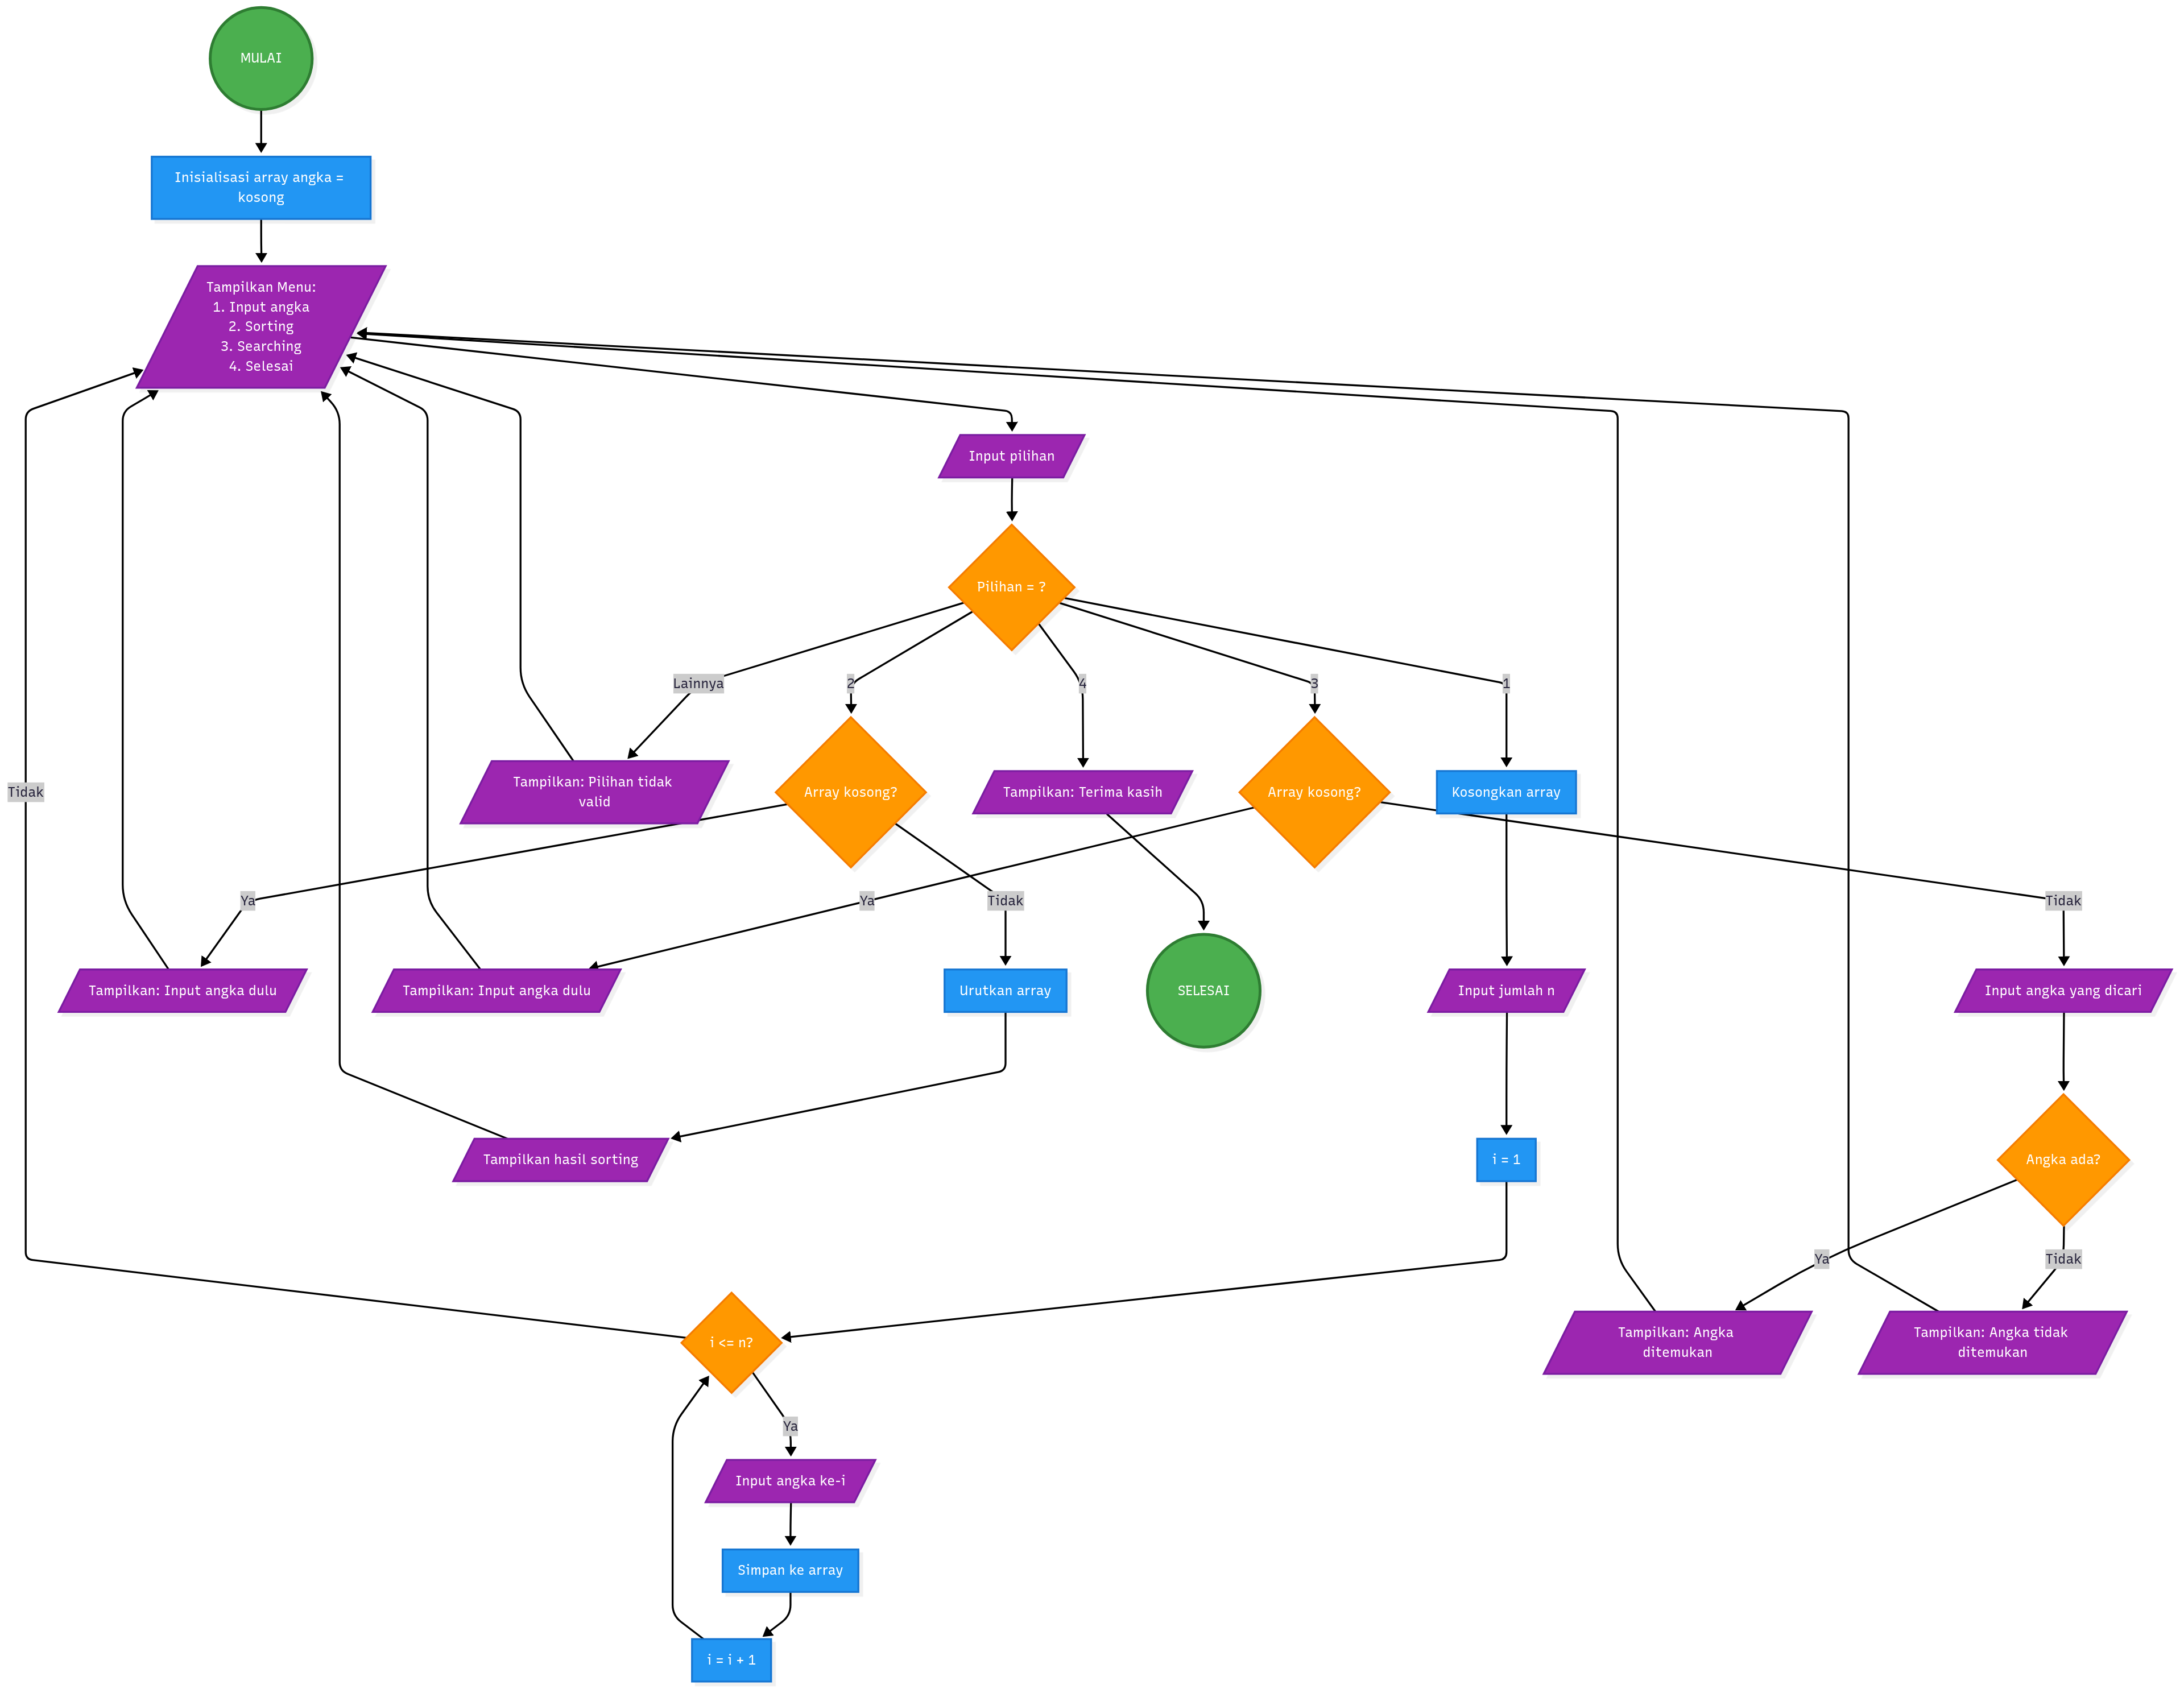 MULAI
Inisialisasi array angka =
kosong
Tampilkan Menu:
1. Input angka
2. Sorting
3. Searching
4. Selesai
Input pilihan
Pilihan = ?
Lainnya
2
4
3
1
Tidak
Tampilkan: Pilihan tidak
valid
Array kosong?
Tampilkan: Terima kasih
Array kosong?
Kosongkan array
Ya
Ya
Tidak
Tidak
Tampilkan: Input angka dulu
Tampilkan: Input angka dulu
Urutkan array
SELESAI
Input jumlah n
Input angka yang dicari
Tampilkan hasil sorting
i = 1
Angka ada?
Ya
Tidak
i <= n?
Tampilkan: Angka
ditemukan
Tampilkan: Angka tidak
ditemukan
Ya
Input angka ke-i
Simpan ke array
i = i + 1